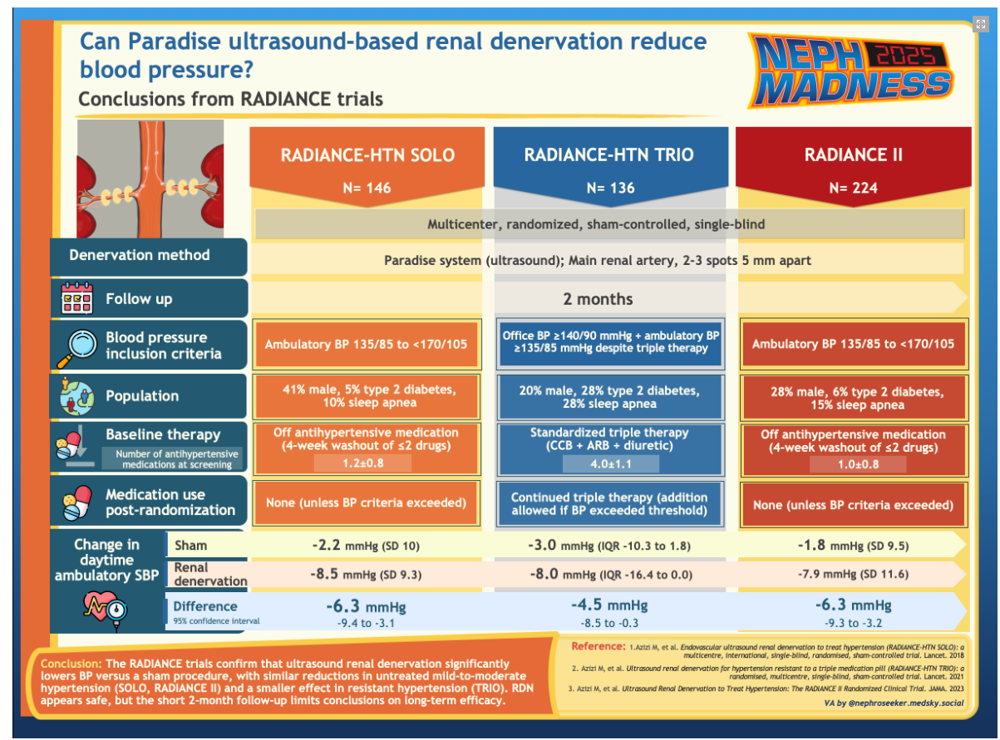 Can Paradise ultrasound-based renal denervation reduce
blood pressure?
Conclusions from RADIANCE trials
NEPH 2025
MADNESS
RADIANCE-HTN SOLO
N= 146
RADIANCE-HTN TRIO
N= 136
RADIANCE II
N= 224
Multicenter, randomized, sham-controlled, single-blind
Denervation method
Paradise system (ultrasound); Main renal artery, 2-3 spots 5 mm apart
Follow up
2 months
Blood pressure
inclusion criteria
Ambulatory BP 135/85 to <170/105
Office BP ≥140/90 mmHg + ambulatory BP
≥135/85 mmHg despite triple therapy
Ambulatory BP 135/85 to <170/105
Population
41% male, 5% type 2 diabetes,
10% sleep apnea
20% male, 28% type 2 diabetes,
28% sleep apnea
28% male, 6% type 2 diabetes,
15% sleep apnea
Baseline therapy
Number of antihypertensive
medications at screening
Off antihypertensive medication
(4-week washout of ≤2 drugs)
1.2±0.8
Standardized triple therapy
(CCB + ARB + diuretic)
4.0±1.1
Off antihypertensive medication
(4-week washout of ≤2 drugs)
1.0±0.8
Medication use
post-randomization
None (unless BP criteria exceeded)
Continued triple therapy (addition
allowed if BP exceeded threshold)
None (unless BP criteria exceeded)
Change in
daytime
ambulatory SBP
Sham
-2.2 mmHg (SD 10)
-3.0 mmHg (IQR -10.3 to 1.8)
-1.8 mmHg (SD 9.5)
Renal
denervation
-8.5 mmHg (SD 9.3)
-8.0 mmHg (IQR -16.4 to 0.0)
-7.9 mmHg (SD 11.6)
Difference
95% confidence interval
-6.3 mmHg
-9.4 to -3.1
-4.5 mmHg
-8.5 to -0.3
-6.3 mmHg
-9.3 to -3.2
Conclusion: The RADIANCE trials confirm that ultrasound renal denervation significantly
lowers BP versus a sham procedure, with similar reductions in untreated mild-to-moderate
hypertension (SOLO, RADIANCE II) and a smaller effect in resistant hypertension (TRIO). RDN
appears safe, but the short 2-month follow-up limits conclusions on long-term efficacy.
Reference: 1.Azizi M, et al. Endovascular ultrasound renal denervation to treat hypertension (RADIANCE-HTN SOLO): a
multicentre, international, single-blind, randomised, sham-controlled trial. Lancet. 2018
2. Azizi M, et al. Ultrasound renal denervation for hypertension resistant to a triple medication pill (RADIANCE-HTN TRIO): a
randomised, multicentre, single-blind, sham-controlled trial. Lancet. 2021
3. Azizi M, et al. Ultrasound Renal Denervation to Treat Hypertension: The RADIANCE II Randomized Clinical Trial. JAMA. 2023
VA by @nephroseeker.medsky.social